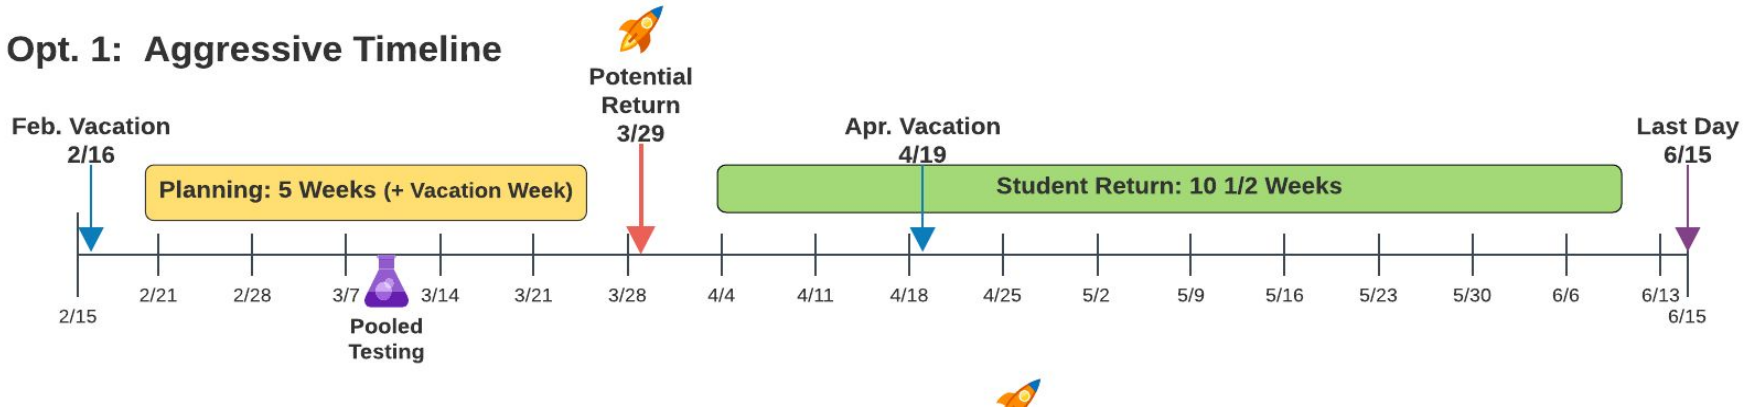 Opt. 1: Aggressive Timeline
Potential
Return
3/29
Feb. Vacation
2/16
Apr. Vacation
4/19
Last Day
6/15
Planning: 5 Weeks (+ Vacation Week)
Student Return: 10 1/2 Weeks
2/15
2/21
2/28
3/7
3/14
3/21
3/28
4/4
4/11
4/18
4/25
5/2
5/9
5/16
5/23
5/30
6/6
6/13
6/15
Pooled
Testing